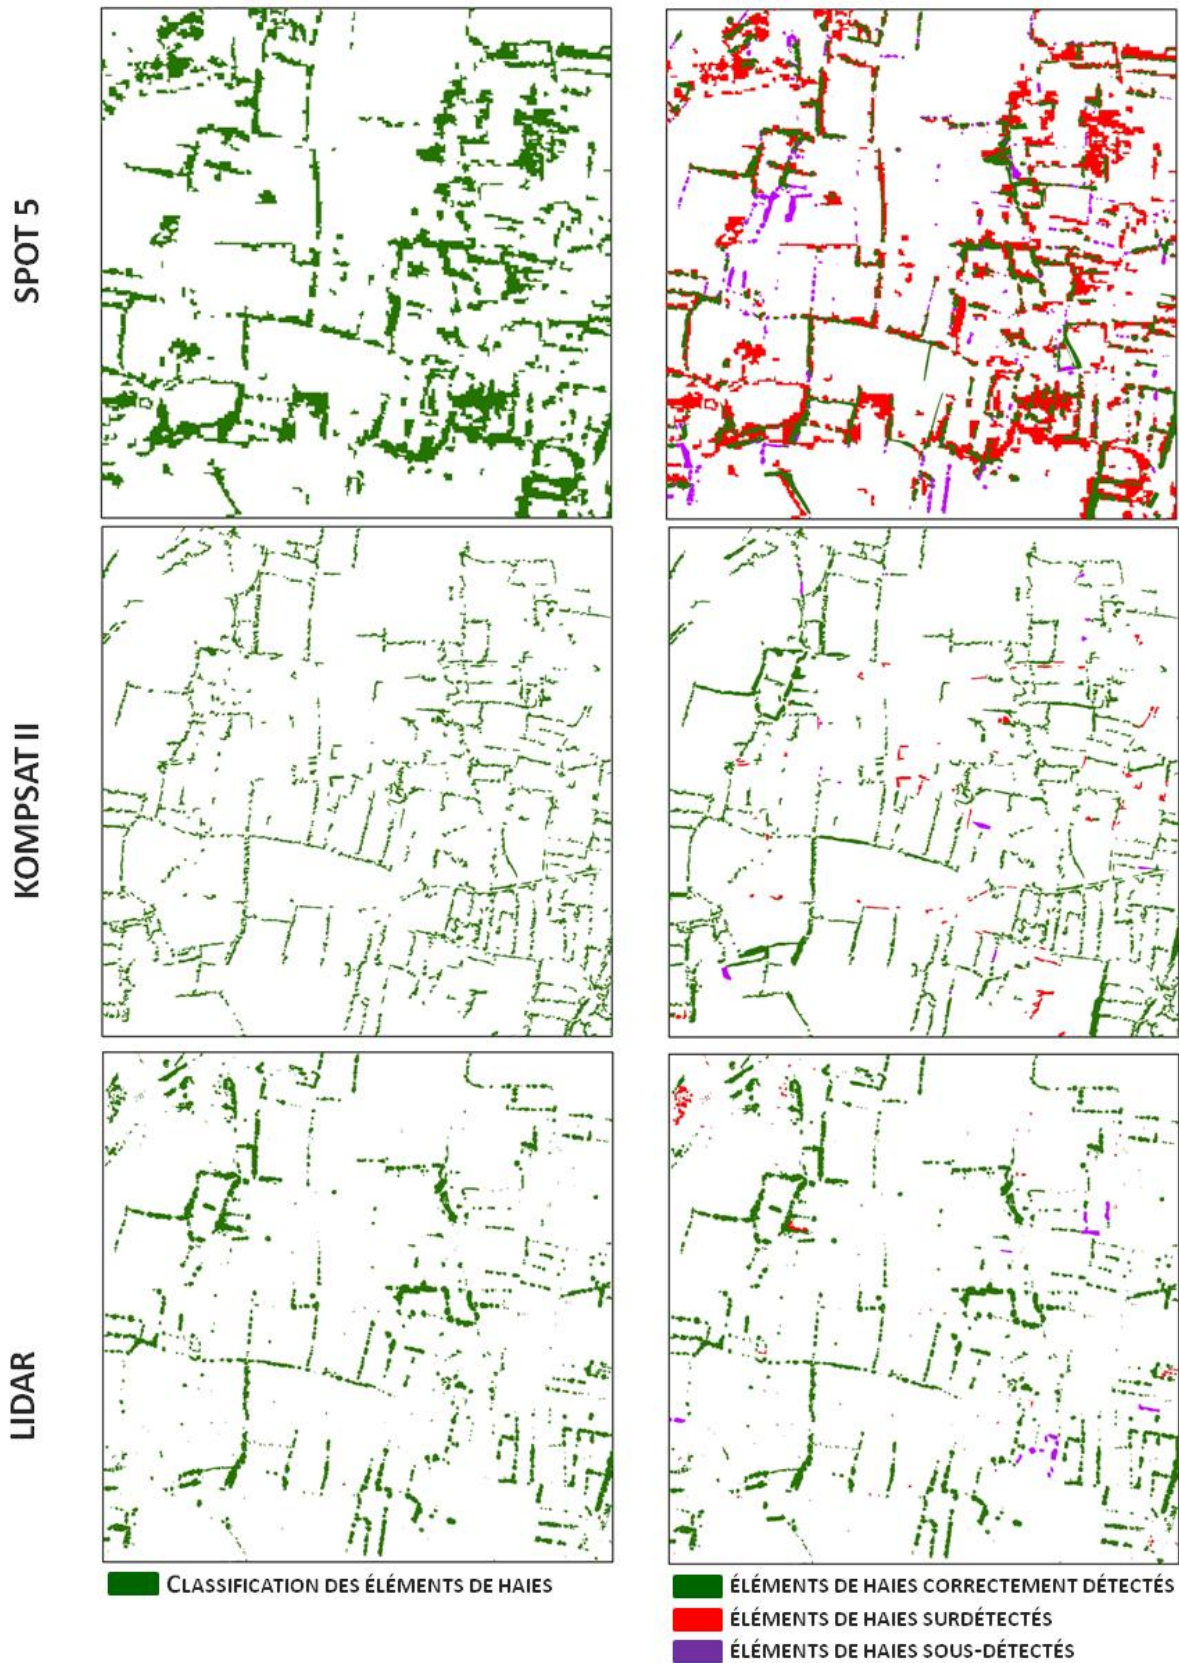 SPOT 5
KOMPSAT II
LIDAR
CLASSIFICATION DES ÉLÉMENTS DE HAIES
ÉLÉMENTS DE HAIES CORRECTEMENT DÉTECTÉS
ÉLÉMENTS DE HAIES SURDÉTECTÉS
ÉLÉMENTS DE HAIES SOUS-DÉTECTÉS